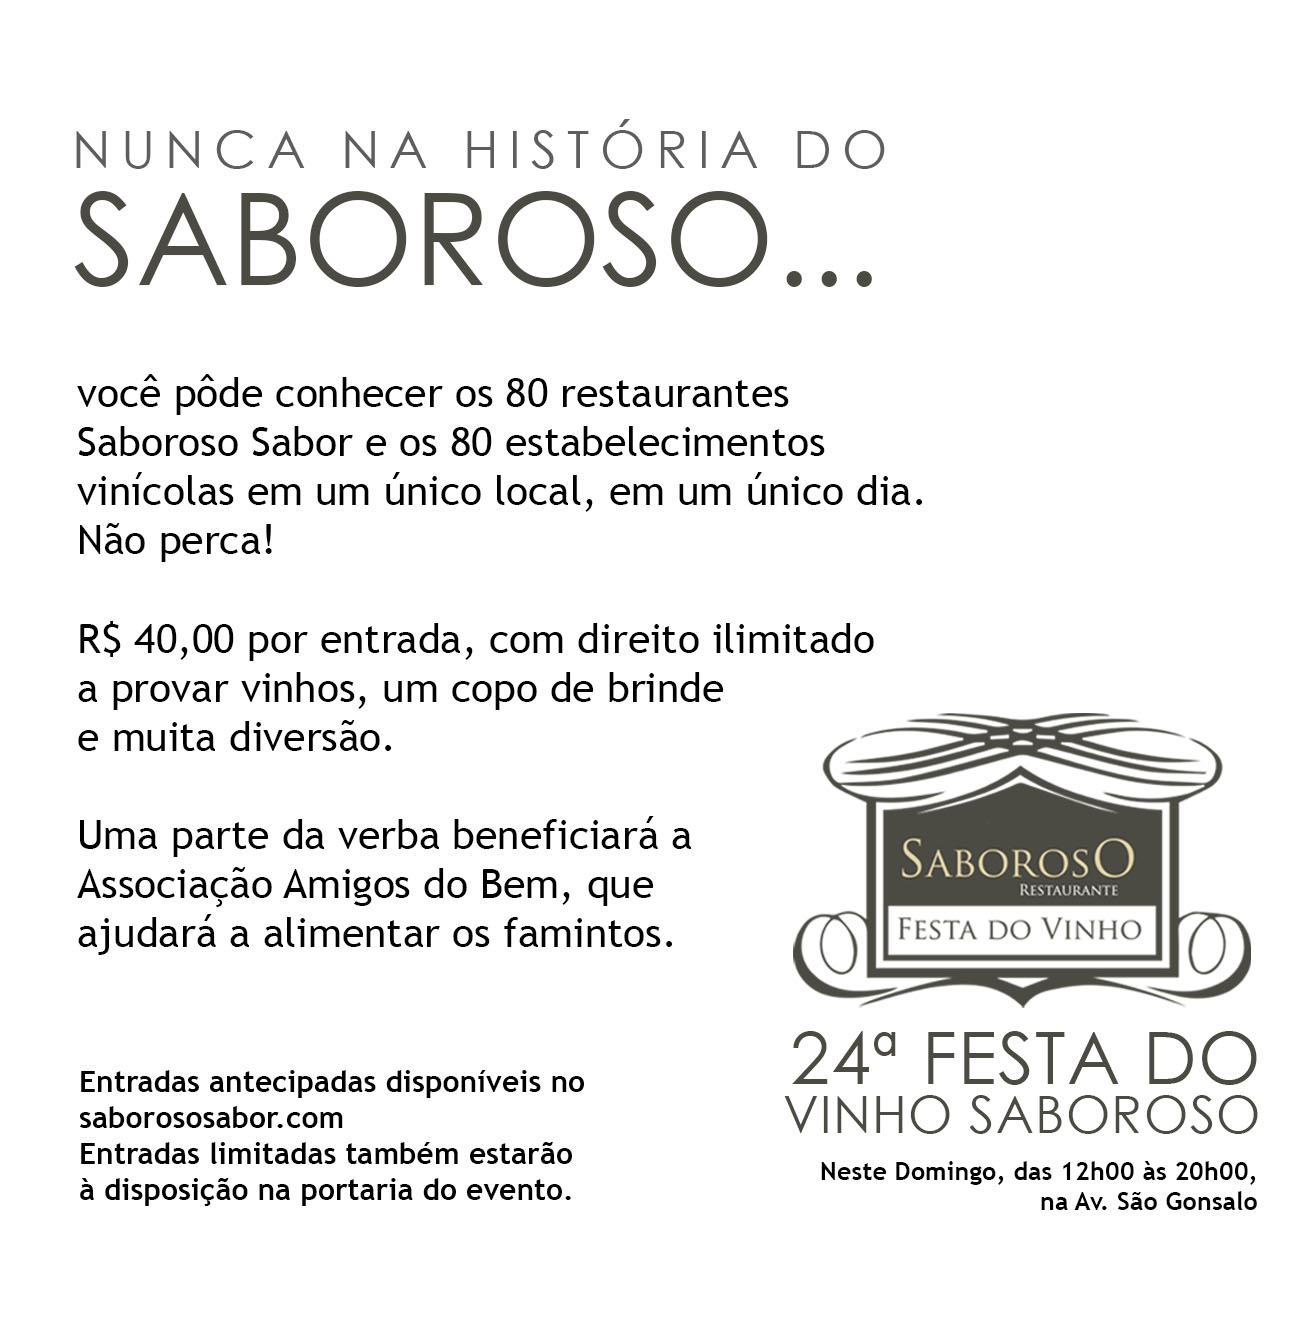 NUNCA NA HISTÓRIA DO
SABOROSO...
você pôde conhecer os 80 restaurantes
Saboroso Sabor e os 80 estabelecimentos
vinícolas em um único local, em um único dia.
Não perca!
R$ 40,00 por entrada, com direito ilimitado
a provar vinhos, um copo de brinde
e muita diversão.
Uma parte da verba beneficiará a
Associação Amigos do Bem, que
ajudará a alimentar os famintos.
Entradas antecipadas disponíveis no
saborososabor.com
Entradas limitadas também estarão
à disposição na portaria do evento.
SABOROSO
RESTAURANTE
FESTA DO VINHO
24ª FESTA DO
VINHO SABOROSO
Neste Domingo, das 12h00 às 20h00,
na Av. São Gonsalo